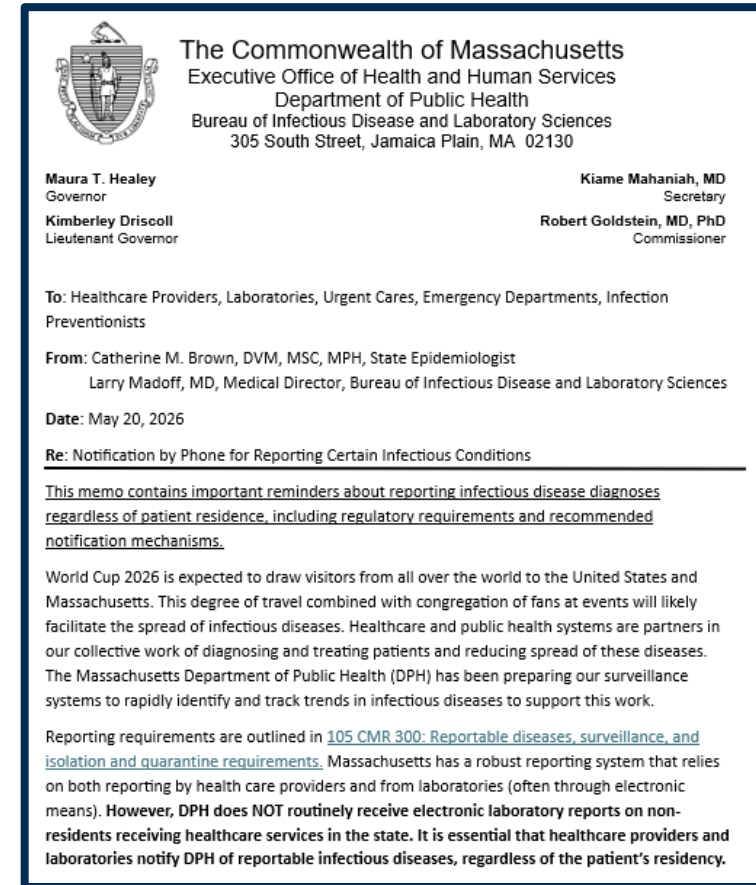 The Commonwealth of Massachusetts
Executive Office of Health and Human Services
Department of Public Health
Bureau of Infectious Disease and Laboratory Sciences
305 South Street, Jamaica Plain, MA 02130
Maura T. Healey
Governor
Kimberley Driscoll
Lieutenant Governor
Kiame Mahaniah, MD
Secretary
Robert Goldstein, MD, PhD
Commissioner
To: Healthcare Providers, Laboratories, Urgent Cares, Emergency Departments, Infection
Preventionists
From: Catherine M. Brown, DVM, MSC, MPH, State Epidemiologist
Larry Madoff, MD, Medical Director, Bureau of Infectious Disease and Laboratory Sciences
Date: May 20, 2026
Re: Notification by Phone for Reporting Certain Infectious Conditions
This memo contains important reminders about reporting infectious disease diagnoses
regardless of patient residence, including regulatory requirements and recommended
notification mechanisms.
World Cup 2026 is expected to draw visitors from all over the world to the United States and
Massachusetts. This degree of travel combined with congregation of fans at events will likely
facilitate the spread of infectious diseases. Healthcare and public health systems are partners in
our collective work of diagnosing and treating patients and reducing spread of these diseases.
The Massachusetts Department of Public Health (DPH) has been preparing our surveillance
systems to rapidly identify and track trends in infectious diseases to support this work.
Reporting requirements are outlined in 105 CMR 300: Reportable diseases, surveillance, and
isolation and quarantine requirements. Massachusetts has a robust reporting system that relies
on both reporting by health care providers and from laboratories (often through electronic
means). However, DPH does NOT routinely receive electronic laboratory reports on non-
residents receiving healthcare services in the state. It is essential that healthcare providers and
laboratories notify DPH of reportable infectious diseases, regardless of the patient's residency.